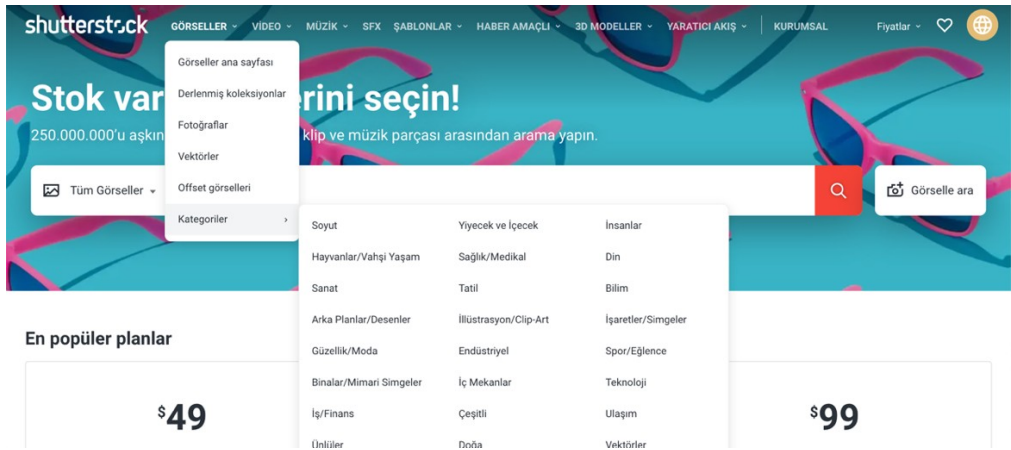 shutterstock GÖRSELLER VİDEO MÜZİK SFX ŞABLONLAR HABER AMAÇLI 3D MODELLER YARATICI AKIŞ KURUMSAL Fiyatlar
Görseller ana sayfası
Derlenmiş koleksiyonlar
Fotoğraflar
Vektörler
Offset görselleri
Kategoriler
Stok var erini seçin!
250.000.000'u aşkın klip ve müzik parçası arasından arama yapın.
Tüm Görseller Görselle ara
Soyut Yiyecek ve İçecek İnsanlar
Hayvanlar/Vahşi Yaşam Sağlık/Medikal Din
Sanat Tatil Bilim
Arka Planlar/Desenler İllüstrasyon/Clip-Art İşaretler/Simgeler
Güzellik/Moda Endüstriyel Spor/Eğlence
Binalar/Mimari Simgeler İç Mekanlar Teknoloji
İş/Finans Çeşitli Ulaşım
Ünlüler Doğa Vektörler
En popüler planlar
$49 $99